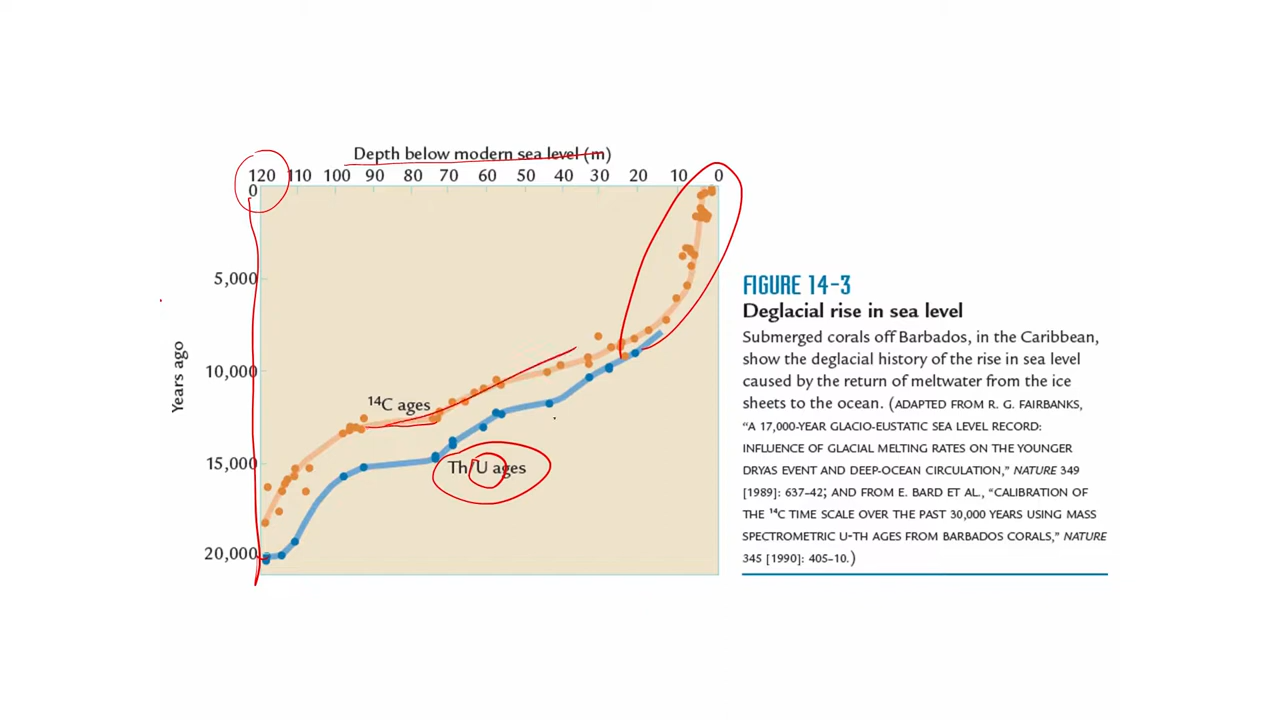 Depth below modern sea level (m)
120 110 100 90 80 70 60 50 40 30 20 10 0
0
5,000
10,000
15,000
20,000
Years ago
¹⁴C ages
Th/U ages
FIGURE 14-3
Deglacial rise in sea level
Submerged corals off Barbados, in the Caribbean,
show the deglacial history of the rise in sea level
caused by the return of meltwater from the ice
sheets to the ocean. (ADAPTED FROM R. G. FAIRBANKS,
"A 17,000-YEAR GLACIO-EUSTATIC SEA LEVEL RECORD:
INFLUENCE OF GLACIAL MELTING RATES ON THE YOUNGER
DRYAS EVENT AND DEEP-OCEAN CIRCULATION," NATURE 349
[1989]: 637–42; AND FROM E. BARD ET AL., "CALIBRATION OF
THE ¹⁴C TIME SCALE OVER THE PAST 30,000 YEARS USING MASS
SPECTROMETRIC U-TH AGES FROM BARBADOS CORALS," NATURE
345 [1990]: 405–10.)